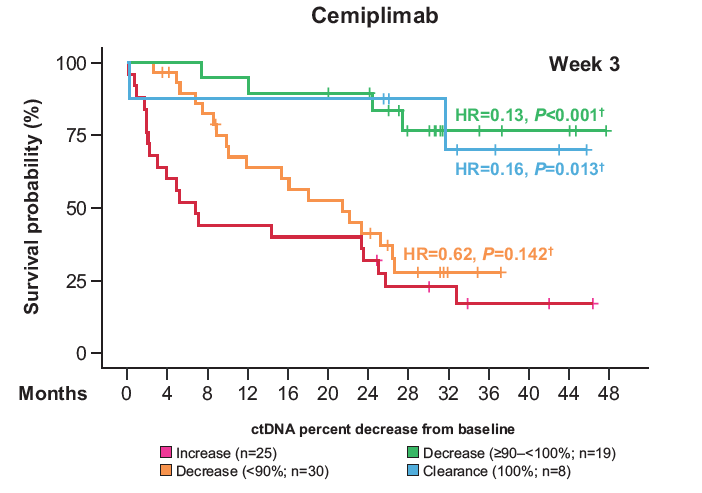 Cemiplimab
Week 3
Survival probability (%)
100
75
50
25
0
HR=0.13, P<0.001†
HR=0.16, P=0.013†
HR=0.62, P=0.142†
Months 0 4 8 12 16 20 24 28 32 36 40 44 48
ctDNA percent decrease from baseline
Increase (n=25) Decrease (≥90–<100%; n=19)
Decrease (<90%; n=30) Clearance (100%; n=8)